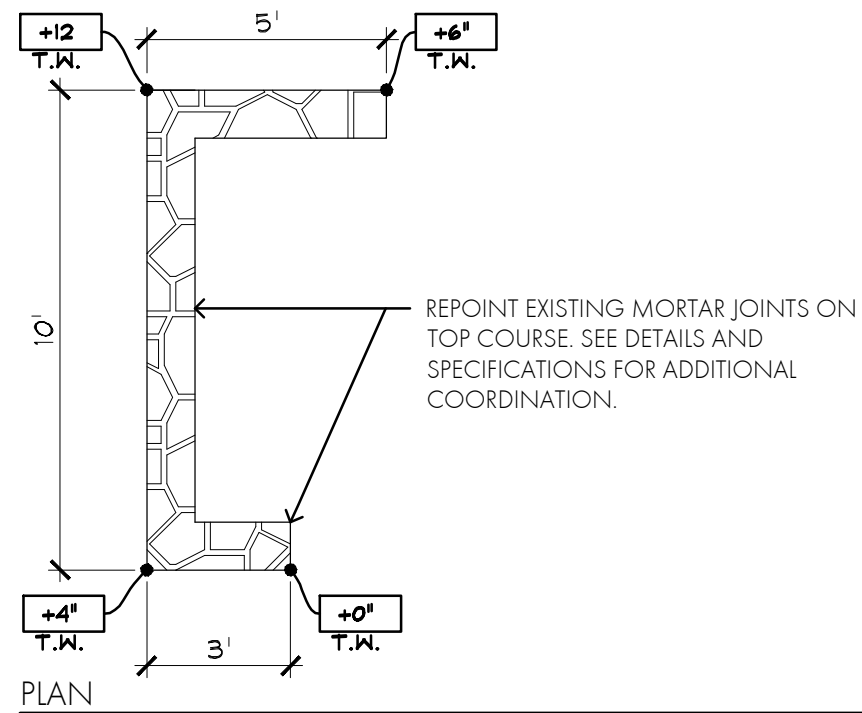 5'
+12
T.W.
+6"
T.W.
10'
REPOINT EXISTING MORTAR JOINTS ON
TOP COURSE. SEE DETAILS AND
SPECIFICATIONS FOR ADDITIONAL
COORDINATION.
+4"
T.W.
+0"
T.W.
3'
PLAN